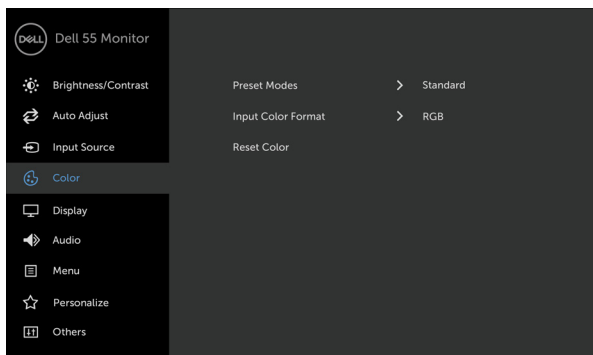 DELL Dell 55 Monitor
Brightness/Contrast
Auto Adjust
Input Source
Color
Display
Audio
Menu
Personalize
Others
Preset Modes > Standard
Input Color Format > RGB
Reset Color